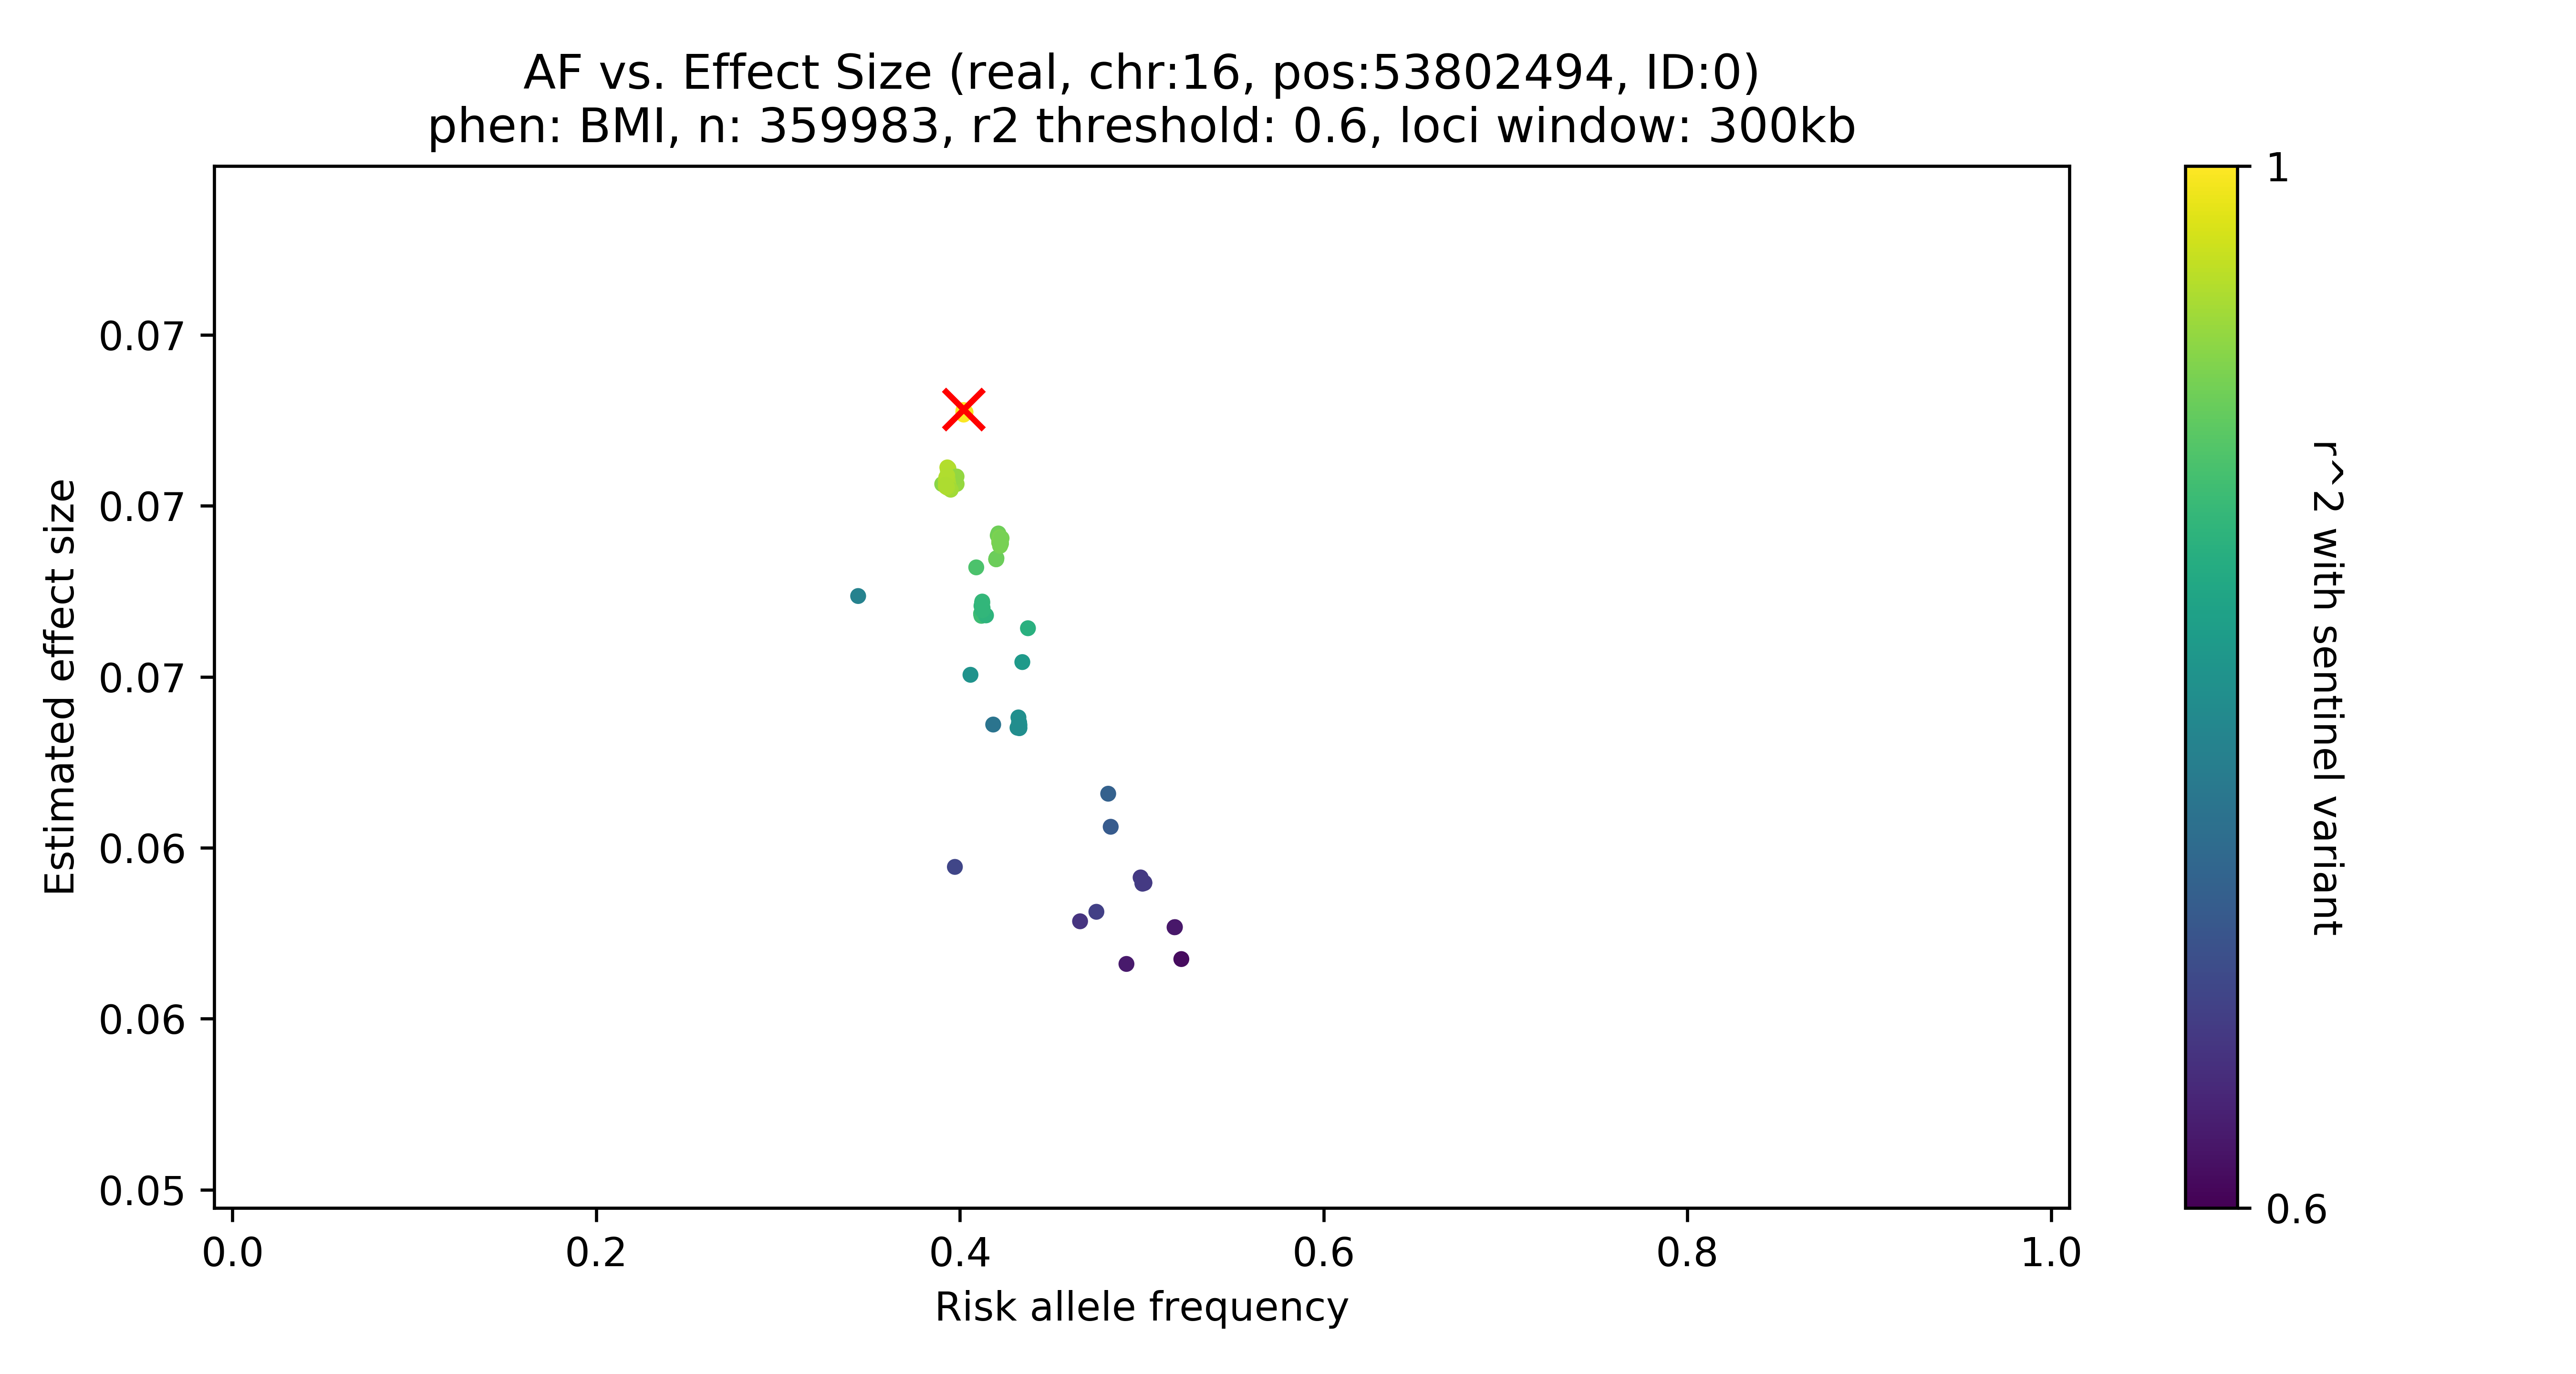 AF vs. Effect Size (real, chr:16, pos:53802494, ID:0)
phen: BMI, n: 359983, r2 threshold: 0.6, loci window: 300kb
Estimated effect size
0.07
0.07
0.07
0.06
0.06
0.05
0.0 0.2 0.4 0.6 0.8 1.0
Risk allele frequency
1
0.6
r^2 with sentinel variant